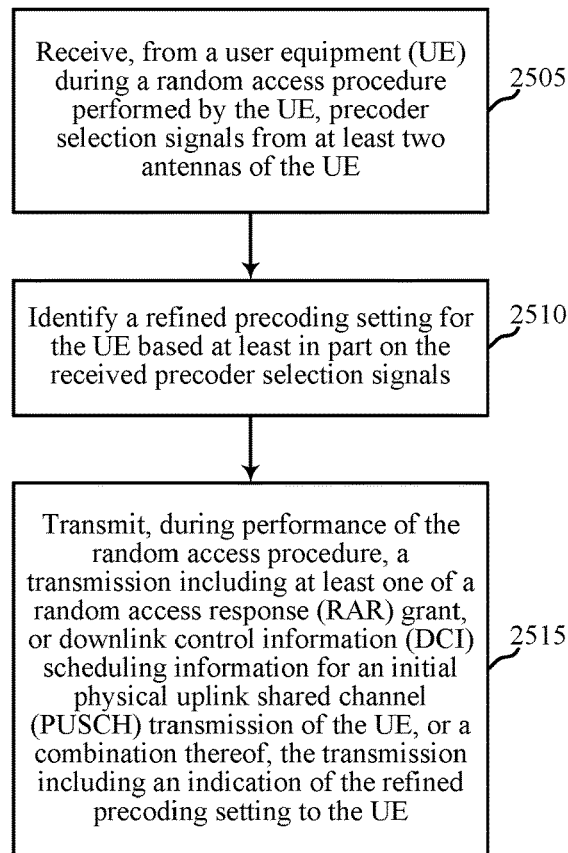 Receive, from a user equipment (UE)
during a random access procedure
performed by the UE, precoder
selection signals from at least two
antennas of the UE
2505
Identify a refined precoding setting for
the UE based at least in part on the
received precoder selection signals
2510
Transmit, during performance of the
random access procedure, a
transmission including at least one of a
random access response (RAR) grant,
or downlink control information (DCI)
scheduling information for an initial
physical uplink shared channel
(PUSCH) transmission of the UE, or a
combination thereof, the transmission
including an indication of the refined
precoding setting to the UE
2515